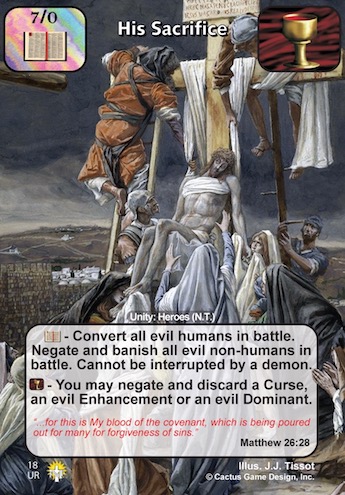 7/0
His Sacrifice
Unity: Heroes (N.T.)
- Convert all evil humans in battle.
Negate and banish all evil non-humans in
battle. Cannot be interrupted by a demon.
- You may negate and discard a Curse,
an evil Enhancement or an evil Dominant.
"...for this is My blood of the covenant, which is being poured
out for many for forgiveness of sins."
Matthew 26:28
18
UR
Illus. J.J. Tissot
© Cactus Game Design, Inc.